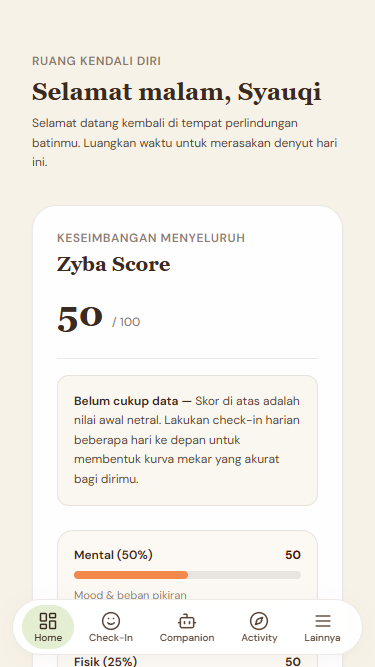 RUANG KENDALI DIRI
Selamat malam, Syauqi
Selamat datang kembali di tempat perlindungan
batinmu. Luangkan waktu untuk merasakan denyut hari
ini.
KESEIMBANGAN MENYELURUH
Zyba Score
50 / 100
Belum cukup data — Skor di atas adalah
nilai awal netral. Lakukan check-in harian
beberapa hari ke depan untuk
membentuk kurva mekar yang akurat
bagi dirimu.
Mental (50%) 50
Mood & beban pikiran
Home Check-In Companion Activity Lainnya
Fisik (25%) 50